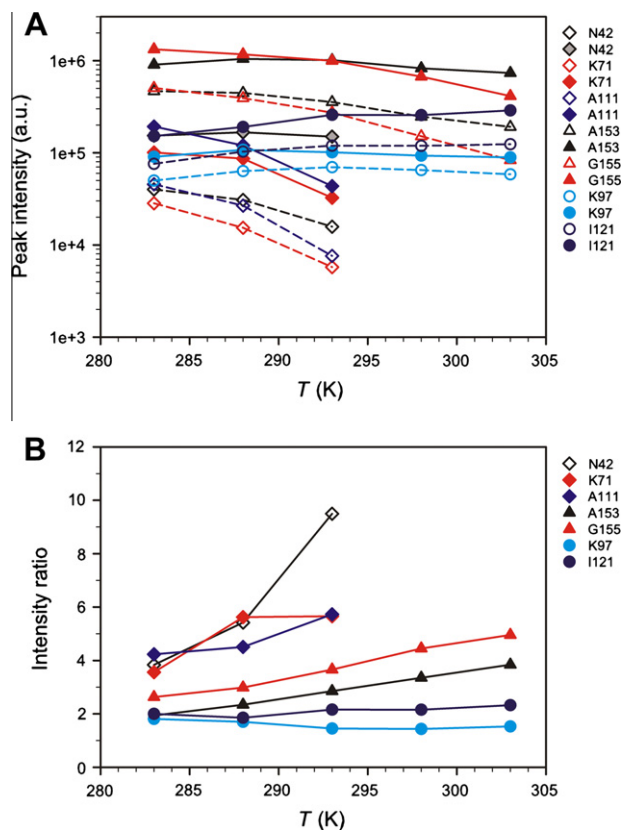 A
Peak intensity (a.u.)
1e+6
1e+5
1e+4
1e+3
280 285 290 295 300 305
T (K)
N42
N42
K71
K71
A111
A111
A153
A153
G155
G155
K97
K97
I121
I121
B
Intensity ratio
12
10
8
6
4
2
0
280 285 290 295 300 305
T (K)
N42
K71
A111
A153
G155
K97
I121